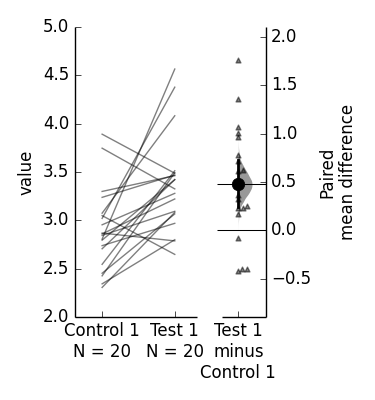 5.0
4.5
4.0
3.5
3.0
2.5
2.0
value
Control 1
N = 20
Test 1
N = 20
2.0
1.5
1.0
0.5
0.0
−0.5
Paired
mean difference
Test 1
minus
Control 1